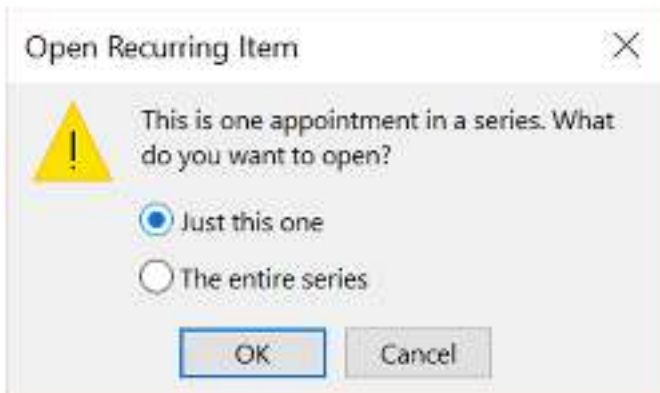 Open Recurring Item
This is one appointment in a series. What
do you want to open?
Just this one
The entire series
OK Cancel